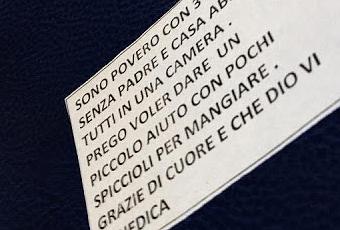 SONO POVERO CON 3
SENZA PADRE E CASA AB
TUTTI IN UNA CAMERA .
PREGO VOLER DARE UN
PICCOLO AIUTO CON POCHI
SPICCIOLI PER MANGIARE .
GRAZIE DI CUORE E CHE DIO VI